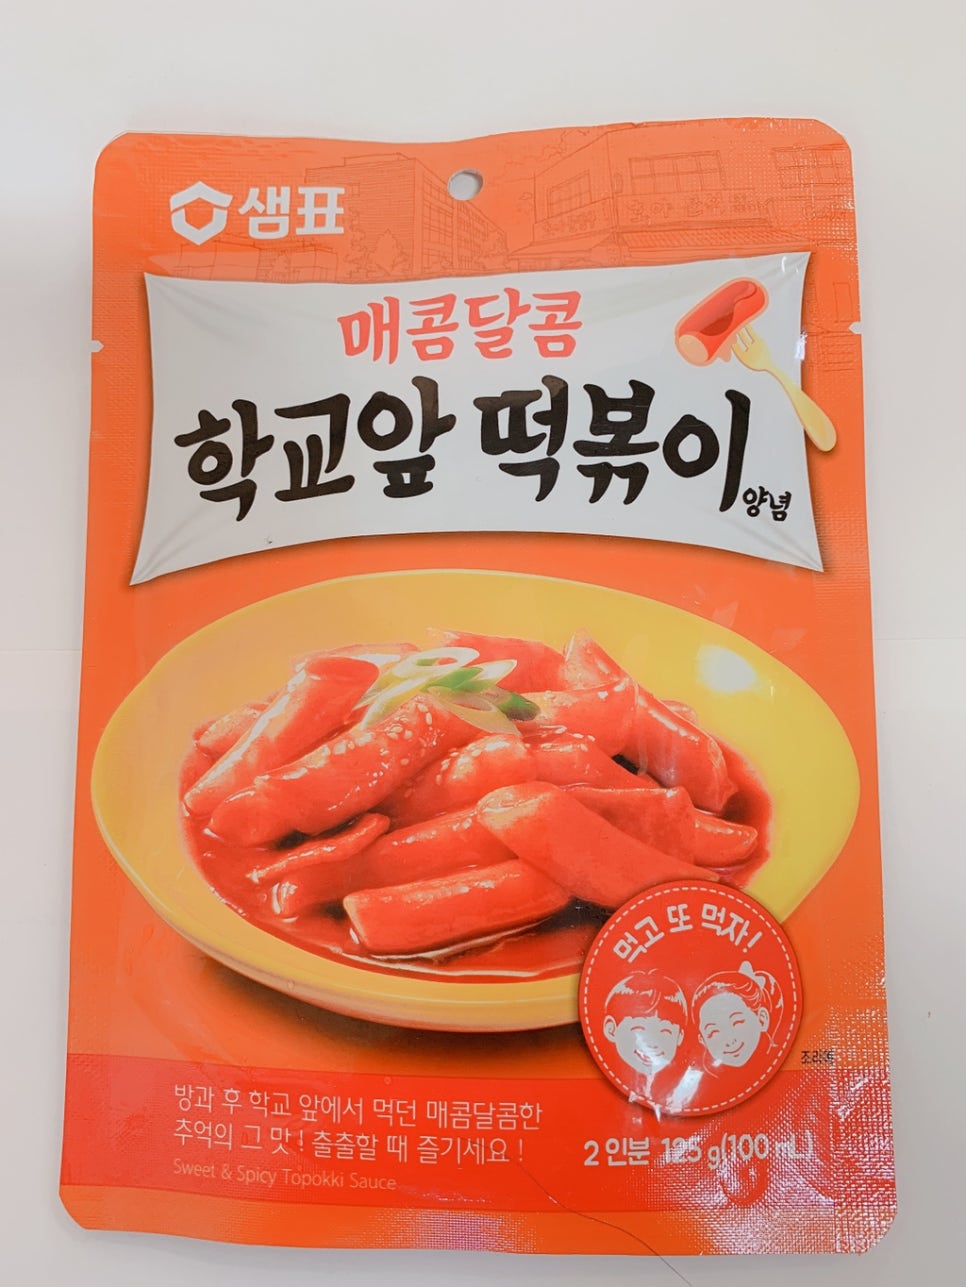 샘표
매콤달콤
학교앞 떡볶이
양념
먹고 또 먹자!
조리예
방과 후 학교 앞에서 먹던 매콤달콤한
추억의 그 맛! 출출할 때 즐기세요!
Sweet & Spicy Topokki Sauce
2인분 125 g(100 mL)